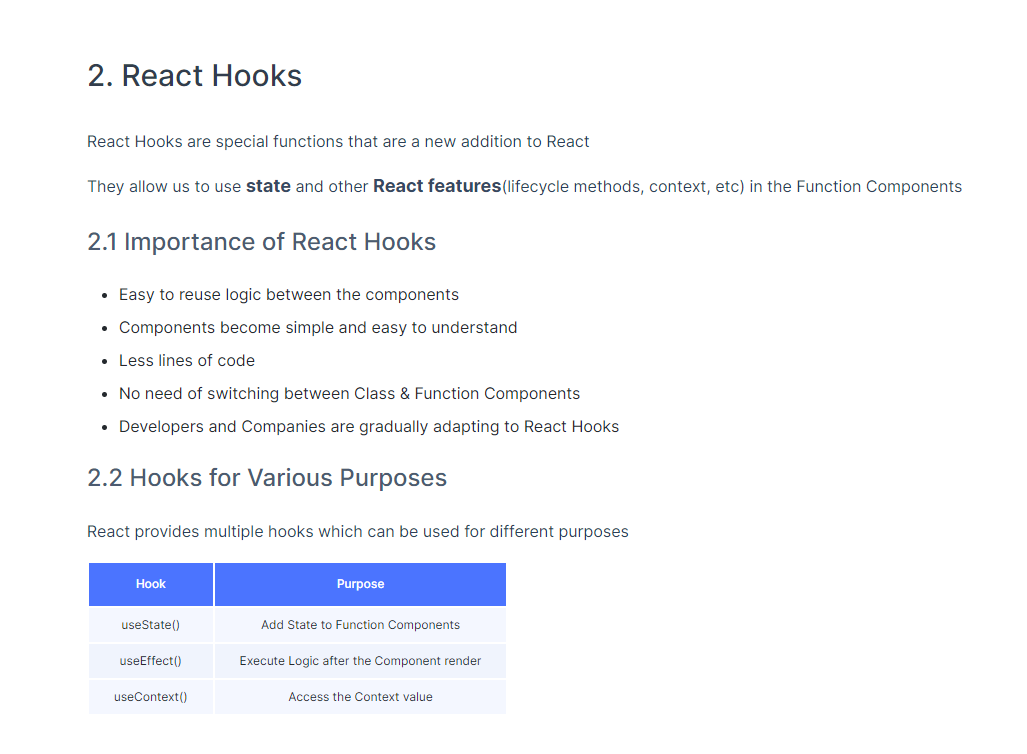 2. React Hooks
React Hooks are special functions that are a new addition to React
They allow us to use state and other React features(lifecycle methods, context, etc) in the Function Components
2.1 Importance of React Hooks
• Easy to reuse logic between the components
• Components become simple and easy to understand
• Less lines of code
• No need of switching between Class & Function Components
• Developers and Companies are gradually adapting to React Hooks
2.2 Hooks for Various Purposes
React provides multiple hooks which can be used for different purposes
Hook Purpose
useState() Add State to Function Components
useEffect() Execute Logic after the Component render
useContext() Access the Context value